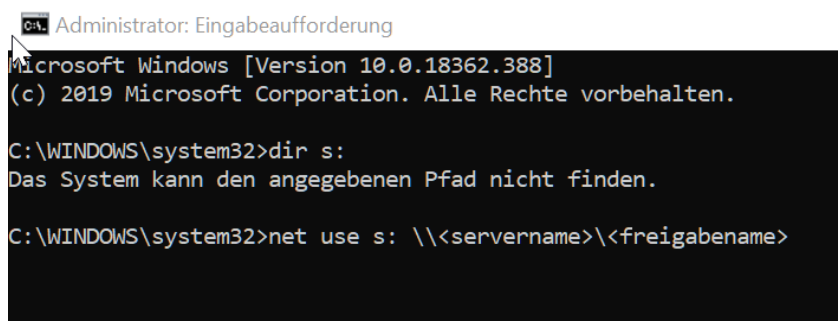 Administrator: Eingabeaufforderung
Microsoft Windows [Version 10.0.18362.388]
(c) 2019 Microsoft Corporation. Alle Rechte vorbehalten.
C:\WINDOWS\system32>dir s:
Das System kann den angegebenen Pfad nicht finden.
C:\WINDOWS\system32>net use s: \\<servername>\<freigabename>